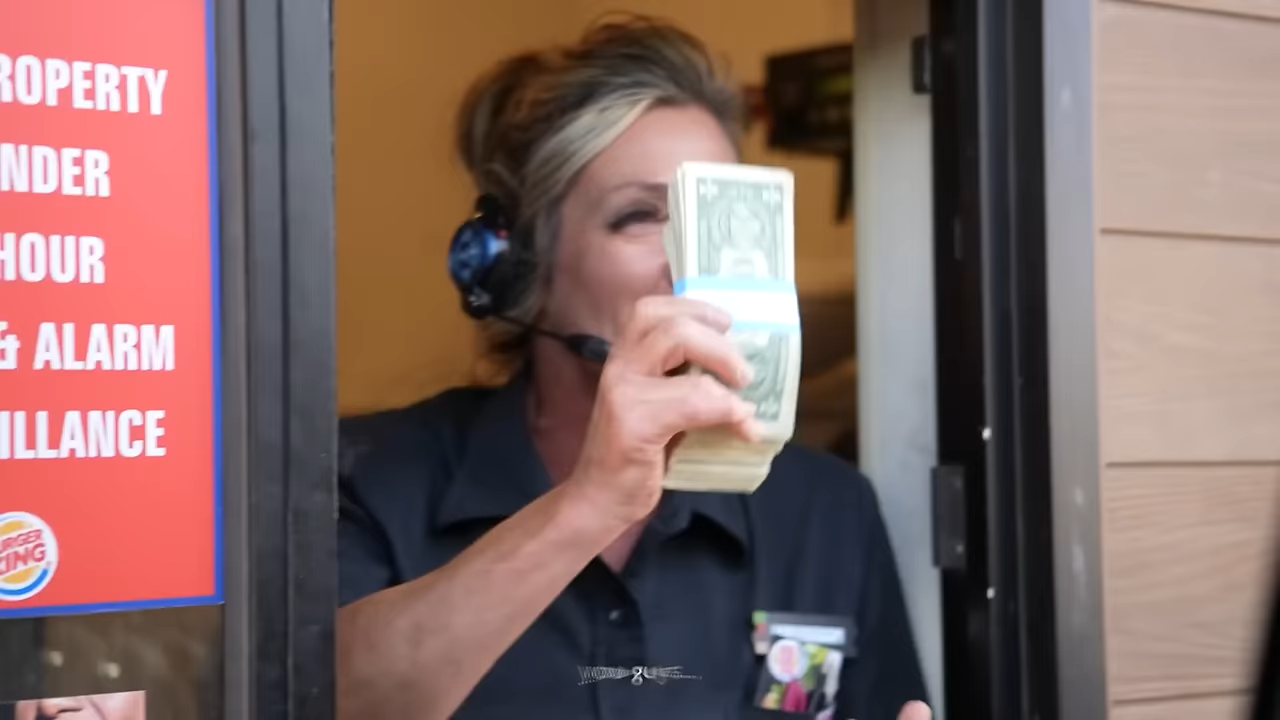 ROPERTY
NDER
HOUR
& ALARM
ILLANCE
URGER
KING